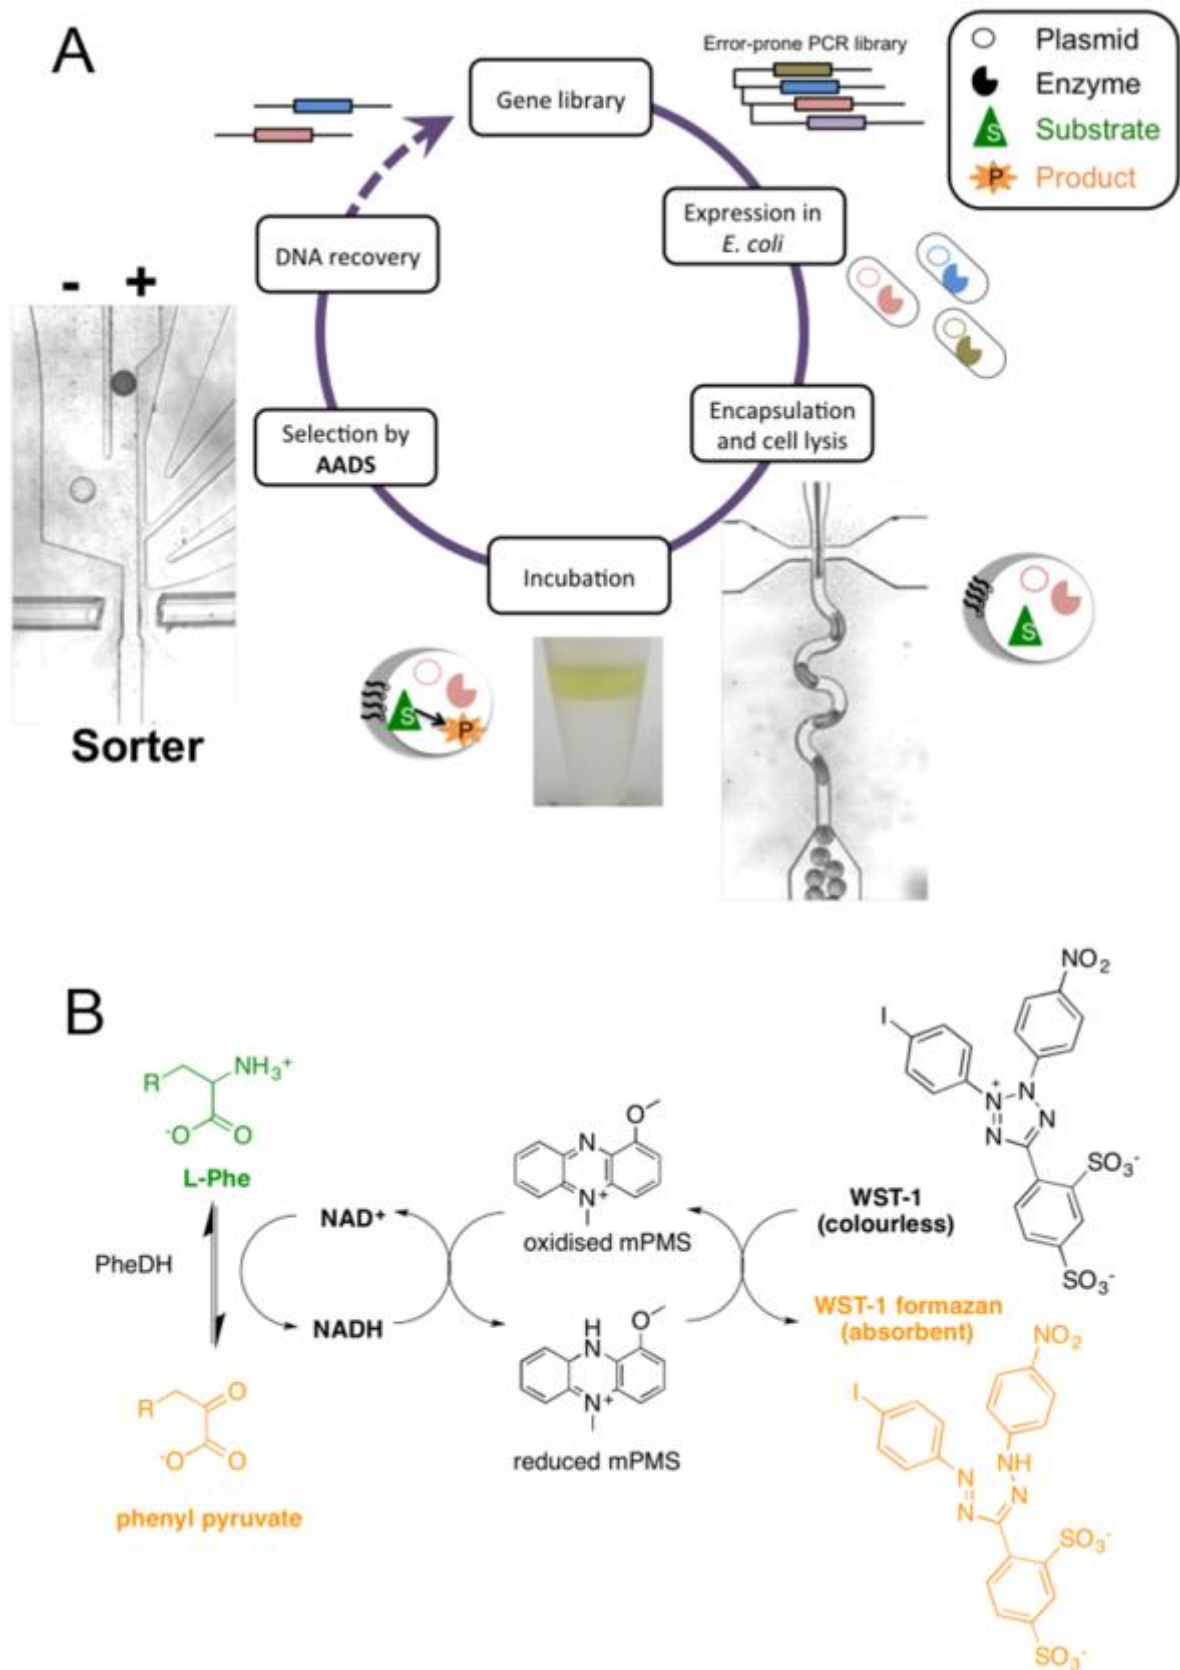 A
Error-prone PCR library
Plasmid
Enzyme
S
Substrate
P
Product
Gene library
Expression in
E. coli
DNA recovery
- +
Encapsulation
and cell lysis
Selection by
AADS
Incubation
S
S
P
Sorter
B
NO2
I
N+
N
N
N
SO3-
SO3-
R
NH3+
-O
O
L-Phe
O
N
N+
oxidised mPMS
WST-1
(colourless)
NAD+
PheDH
NADH
WST-1 formazan
(absorbent)
H
N
O
N+
reduced mPMS
NO2
I
N
NH
N
N
SO3-
SO3-
R
O
-O
O
phenyl pyruvate